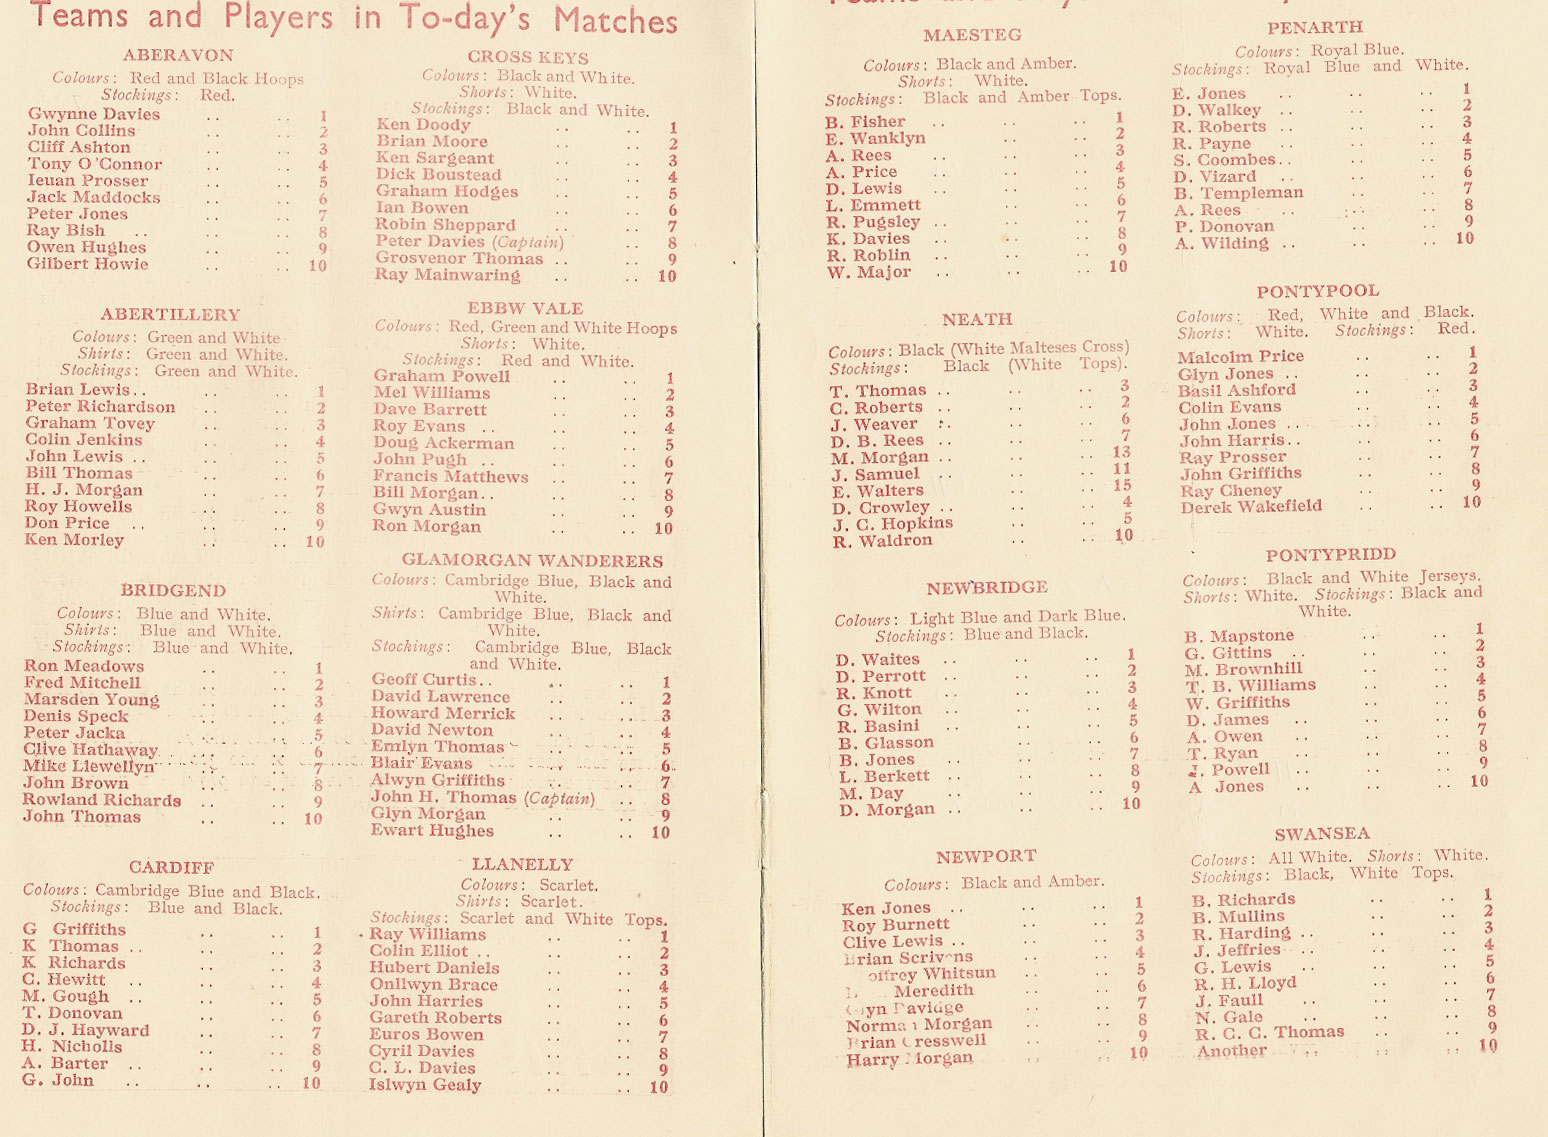 Teams and Players in To-day's Matches
ABERAVON
Colours: Red and Black Hoops
Stockings: Red.
Gwynne Davies .. .. 1
John Collins .. .. 2
Cliff Ashton .. .. 3
Tony O'Connor .. .. 4
Ieuan Prosser .. .. 5
Jack Maddocks .. .. 6
Peter Jones .. .. 7
Ray Bish .. .. .. 8
Owen Hughes .. .. 9
Gilbert Howie .. .. 10
ABERTILLERY
Colours: Green and White
Shirts: Green and White.
Stockings: Green and White.
Brian Lewis.. .. .. 1
Peter Richardson .. .. 2
Graham Tovey .. .. 3
Colin Jenkins .. .. 4
John Lewis .. .. .. 5
Bill Thomas .. .. 6
H. J. Morgan .. .. 7
Roy Howells .. .. 8
Don Price .. .. .. 9
Ken Morley .. .. 10
BRIDGEND
Colours: Blue and White.
Shirts: Blue and White.
Stockings: Blue and White.
Ron Meadows .. .. 1
Fred Mitchell .. .. 2
Marsden Young .. .. 3
Denis Speck .. .. 4
Peter Jacka .. .. 5
Clive Hathaway .. .. 6
Mike Llewellyn .. .. 7
John Brown .. .. 8
Rowland Richards .. .. 9
John Thomas .. .. 10
CARDIFF
Colours: Cambridge Blue and Black.
Stockings: Blue and Black.
G Griffiths .. .. 1
K Thomas .. .. .. 2
K Richards .. .. 3
C. Hewitt .. .. .. 4
M. Gough .. .. .. 5
T. Donovan .. .. 6
D. J. Hayward .. .. 7
H. Nicholls .. .. 8
A. Barter .. .. .. 9
G. John .. .. .. 10
CROSS KEYS
Colours: Black and White.
Shorts: White.
Stockings: Black and White.
Ken Doody .. .. 1
Brian Moore .. .. 2
Ken Sargeant .. .. 3
Dick Boustead .. .. 4
Graham Hodges .. .. 5
Ian Bowen .. .. 6
Robin Sheppard .. .. 7
Peter Davies (Captain) .. 8
Grosvenor Thomas .. .. 9
Ray Mainwaring .. .. 10
EBBW VALE
Colours: Red, Green and White Hoops
Shorts: White.
Stockings: Red and White.
Graham Powell .. .. 1
Mel Williams .. .. 2
Dave Barrett .. .. 3
Roy Evans .. .. .. 4
Doug Ackerman .. .. 5
John Pugh .. .. .. 6
Francis Matthews .. .. 7
Bill Morgan.. .. .. 8
Gwyn Austin .. .. 9
Ron Morgan .. .. 10
GLAMORGAN WANDERERS
Colours: Cambridge Blue, Black and
White.
Shirts: Cambridge Blue, Black and
White.
Stockings: Cambridge Blue, Black
and White.
Geoff Curtis.. .. .. 1
David Lawrence .. .. 2
Howard Merrick .. .. 3
David Newton .. .. 4
Emlyn Thomas .. .. 5
Blair Evans .. .. 6
Alwyn Griffiths .. .. 7
John H. Thomas (Captain) .. 8
Glyn Morgan .. .. 9
Ewart Hughes .. .. 10
LLANELLY
Colours: Scarlet.
Shirts: Scarlet.
Stockings: Scarlet and White Tops.
Ray Williams .. .. 1
Colin Elliot .. .. .. 2
Hubert Daniels .. .. 3
Onllwyn Brace .. .. 4
John Harries .. .. 5
Gareth Roberts .. .. 6
Euros Bowen .. .. 7
Cyril Davies .. .. 8
C. L. Davies .. .. 9
Islwyn Gealy .. .. 10
MAESTEG
Colours: Black and Amber.
Shorts: White.
Stockings: Black and Amber Tops.
B. Fisher .. .. .. 1
E. Wanklyn .. .. 2
A. Rees .. .. .. 3
A. Price .. .. .. 4
D. Lewis .. .. .. 5
L. Emmett .. .. 6
R. Pugsley .. .. .. 7
K. Davies .. .. .. 8
R. Roblin .. .. .. 9
W. Major .. .. .. 10
NEATH
Colours: Black (White Malteses Cross)
Stockings: Black (White Tops).
T. Thomas .. .. .. 3
C. Roberts .. .. .. 2
J. Weaver .. .. .. 6
D. B. Rees .. .. .. 7
M. Morgan .. .. .. 13
J. Samuel .. .. .. 11
E. Walters .. .. 15
D. Crowley .. .. .. 4
J. C. Hopkins .. .. 5
R. Waldron .. .. 10
NEWBRIDGE
Colours: Light Blue and Dark Blue.
Stockings: Blue and Black.
D. Waites .. .. .. 1
D. Perrott .. .. .. 2
R. Knott .. .. .. 3
G. Wilton .. .. .. 4
R. Basini .. .. .. 5
B. Glasson .. .. 6
B. Jones .. .. .. 7
L. Berkett .. .. .. 8
M. Day .. .. .. 9
D. Morgan .. .. .. 10
NEWPORT
Colours: Black and Amber.
Ken Jones .. .. .. 1
Roy Burnett .. .. 2
Clive Lewis .. .. .. 3
Brian Scrivens .. .. 4
Whitsun .. .. 5
Meredith .. .. 6
.. .. 7
Norman Morgan .. .. 8
Brian Cresswell .. .. 9
Harry Morgan .. .. 10
PENARTH
Colours: Royal Blue.
Stockings: Royal Blue and White.
E. Jones .. .. .. 1
D. Walkey .. .. .. 2
R. Roberts .. .. .. 3
R. Payne .. .. .. 4
S. Coombes.. .. .. 5
D. Vizard .. .. .. 6
B. Templeman .. .. 7
A. Rees .. .. .. 8
P. Donovan .. .. 9
A. Wilding .. .. .. 10
PONTYPOOL
Colours: Red, White and Black.
Shorts: White. Stockings: Red.
Malcolm Price .. .. 1
Glyn Jones .. .. .. 2
Basil Ashford .. .. 3
Colin Evans .. .. 4
John Jones .. .. .. 5
John Harris.. .. .. 6
Ray Prosser .. .. 7
John Griffiths .. .. 8
Ray Cheney .. .. 9
Derek Wakefield .. .. 10
PONTYPRIDD
Colours: Black and White Jerseys.
Shorts: White. Stockings: Black and
White.
B. Mapstone .. .. 1
G. Gittins .. .. .. 2
M. Brownhill .. .. 3
T. B. Williams .. .. 4
W. Griffiths .. .. 5
D. James .. .. .. 6
A. Owen .. .. .. 7
T. Ryan .. .. .. 8
J. Powell .. .. .. 9
A Jones .. .. .. 10
SWANSEA
Colours: All White. Shorts: White.
Stockings: Black, White Tops.
B. Richards .. .. 1
B. Mullins .. .. 2
R. Harding .. .. .. 3
J. Jeffries .. .. .. 4
G. Lewis .. .. .. 5
R. H. Lloyd .. .. 6
J. Faull .. .. .. 7
N. Gale .. .. .. 8
R. C. C. Thomas .. .. 9
Another .. .. .. 10